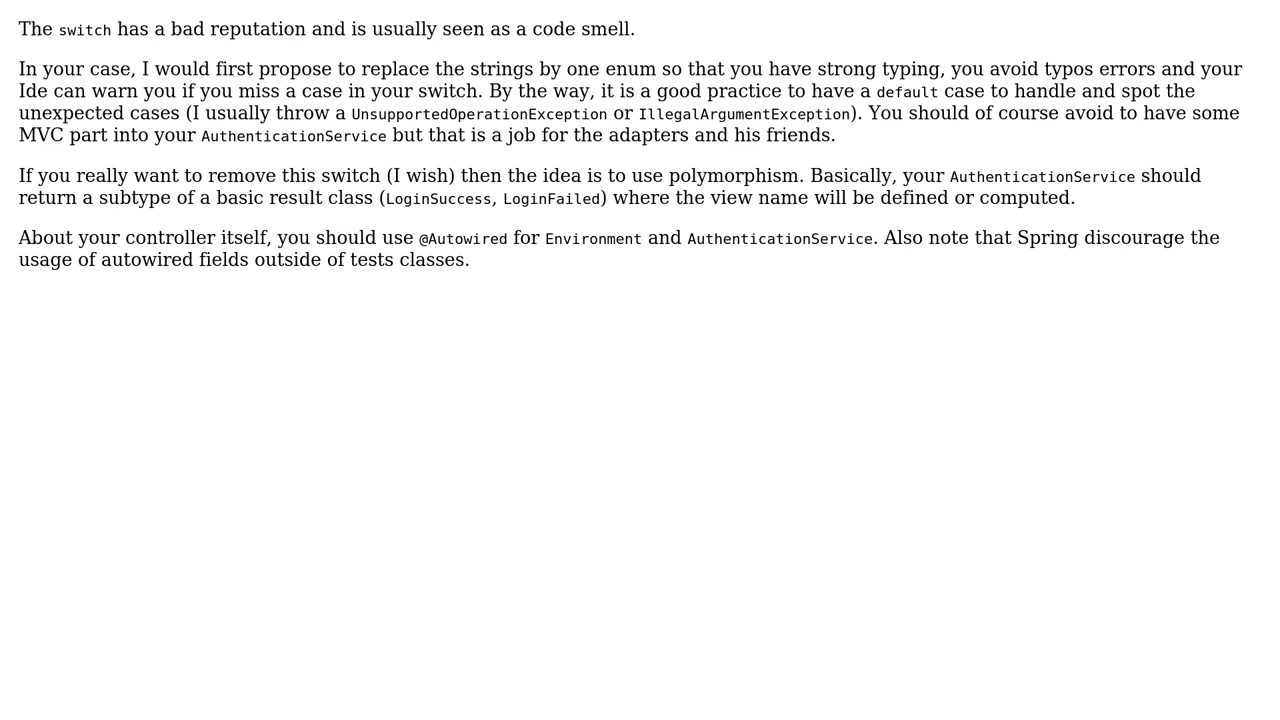 The switch has a bad reputation and is usually seen as a code smell.
In your case, I would first propose to replace the strings by one enum so that you have strong typing, you avoid typos errors and your
Ide can warn you if you miss a case in your switch. By the way, it is a good practice to have a default case to handle and spot the
unexpected cases (I usually throw a UnsupportedOperationException or IllegalArgumentException). You should of course avoid to have some
MVC part into your AuthenticationService but that is a job for the adapters and his friends.
If you really want to remove this switch (I wish) then the idea is to use polymorphism. Basically, your AuthenticationService should
return a subtype of a basic result class (LoginSuccess, LoginFailed) where the view name will be defined or computed.
About your controller itself, you should use @Autowired for Environment and AuthenticationService. Also note that Spring discourage the
usage of autowired fields outside of tests classes.